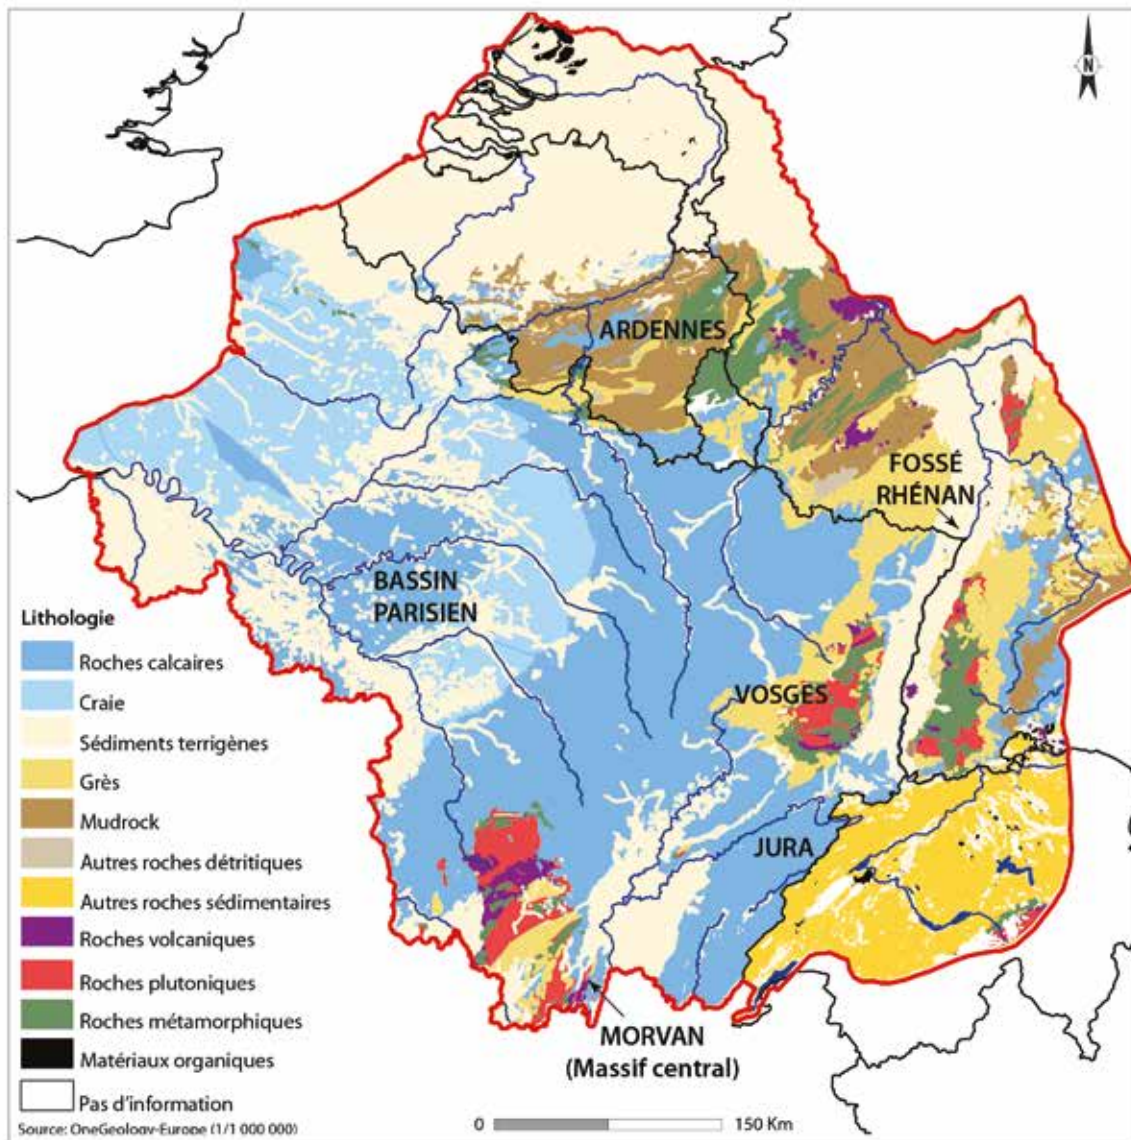 N
ARDENNES
FOSSÉ
RHÉNAN
BASSIN
PARISIEN
VOSGES
JURA
MORVAN
(Massif central)
Lithologie
Roches calcaires
Craie
Sédiments terrigènes
Grès
Mudrock
Autres roches détritiques
Autres roches sédimentaires
Roches volcaniques
Roches plutoniques
Roches métamorphiques
Matériaux organiques
Pas d'information
Source: OneGeology-Europe (1/1 000 000)
0 150 Km